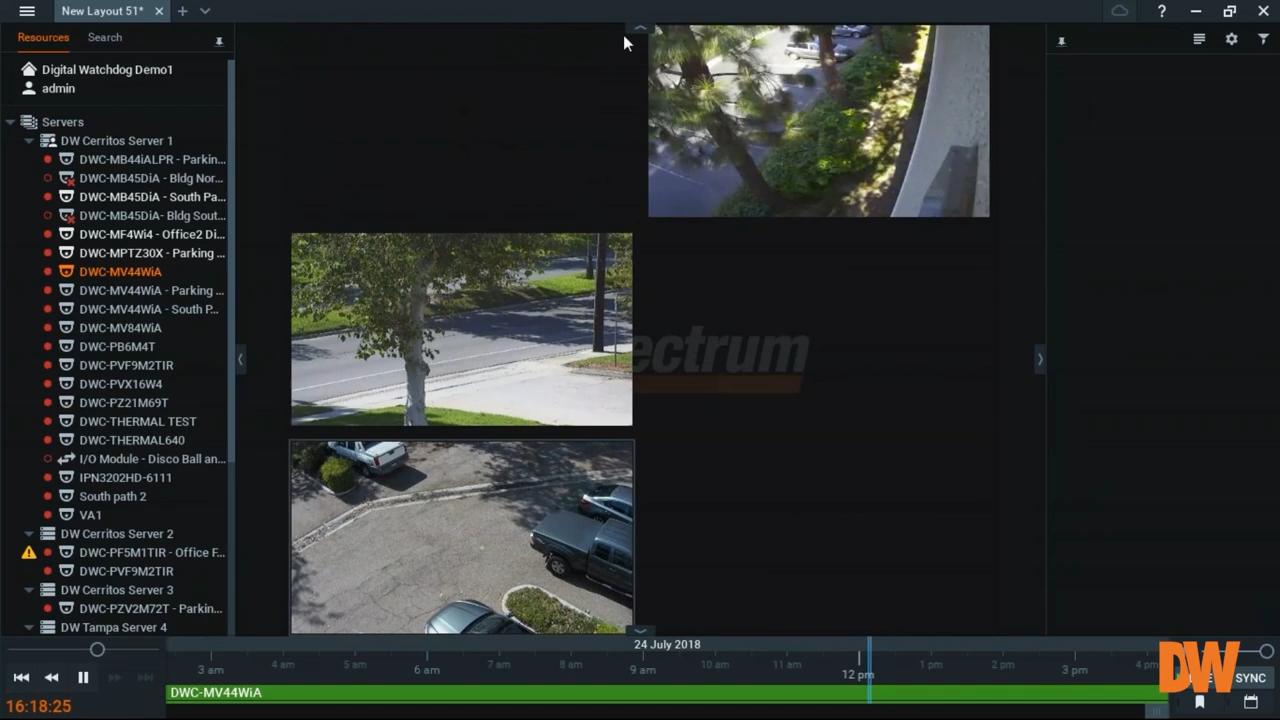 New Layout 51*
Resources
Search
Digital Watchdog Demo1
admin
Servers
DW Cerritos Server 1
DWC-MB44iALPR - Parkin...
DWC-MB45DiA - Bldg Nor...
DWC-MB45DiA - South Pa...
DWC-MB45DiA- Bldg Sout...
DWC-MF4Wi4 - Office2 Di...
DWC-MPTZ30X - Parking ...
DWC-MV44WiA
DWC-MV44WiA - Parking ...
DWC-MV44WiA - South P...
DWC-MV84WiA
DWC-PB6M4T
DWC-PVF9M2TIR
DWC-PVX16W4
DWC-PZ21M69T
DWC-THERMAL TEST
DWC-THERMAL640
I/O Module - Disco Ball an...
IPN3202HD-6111
South path 2
VA1
DW Cerritos Server 2
DWC-PF5M1TIR - Office F...
DWC-PVF9M2TIR
DW Cerritos Server 3
DWC-PZV2M72T - Parkin...
DW Tampa Server 4
ectrum
24 July 2018
3 am 4 am 5 am 6 am 7 am 8 am 9 am 10 am 11 am 12 pm 1 pm 2 pm 3 pm 4 pm
DW
SYNC
DWC-MV44WiA
16:18:25